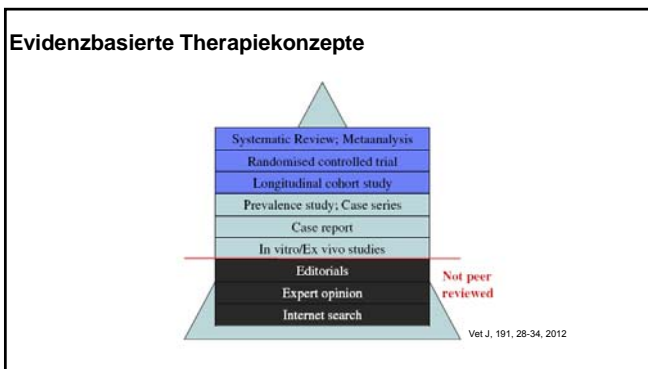 Evidenzbasierte Therapiekonzepte
Systematic Review; Metaanalysis
Randomised controlled trial
Longitudinal cohort study
Prevalence study; Case series
Case report
In vitro/Ex vivo studies
Editorials
Expert opinion
Internet search
Not peer
reviewed
Vet J, 191, 28-34, 2012